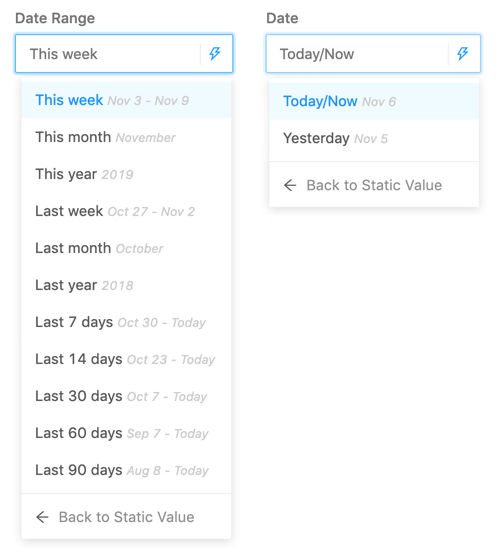 Date Range
This week
This week Nov 3 - Nov 9
This month November
This year 2019
Last week Oct 27 - Nov 2
Last month October
Last year 2018
Last 7 days Oct 30 - Today
Last 14 days Oct 23 - Today
Last 30 days Oct 7 - Today
Last 60 days Sep 7 - Today
Last 90 days Aug 8 - Today
Back to Static Value
Date
Today/Now
Today/Now Nov 6
Yesterday Nov 5
Back to Static Value